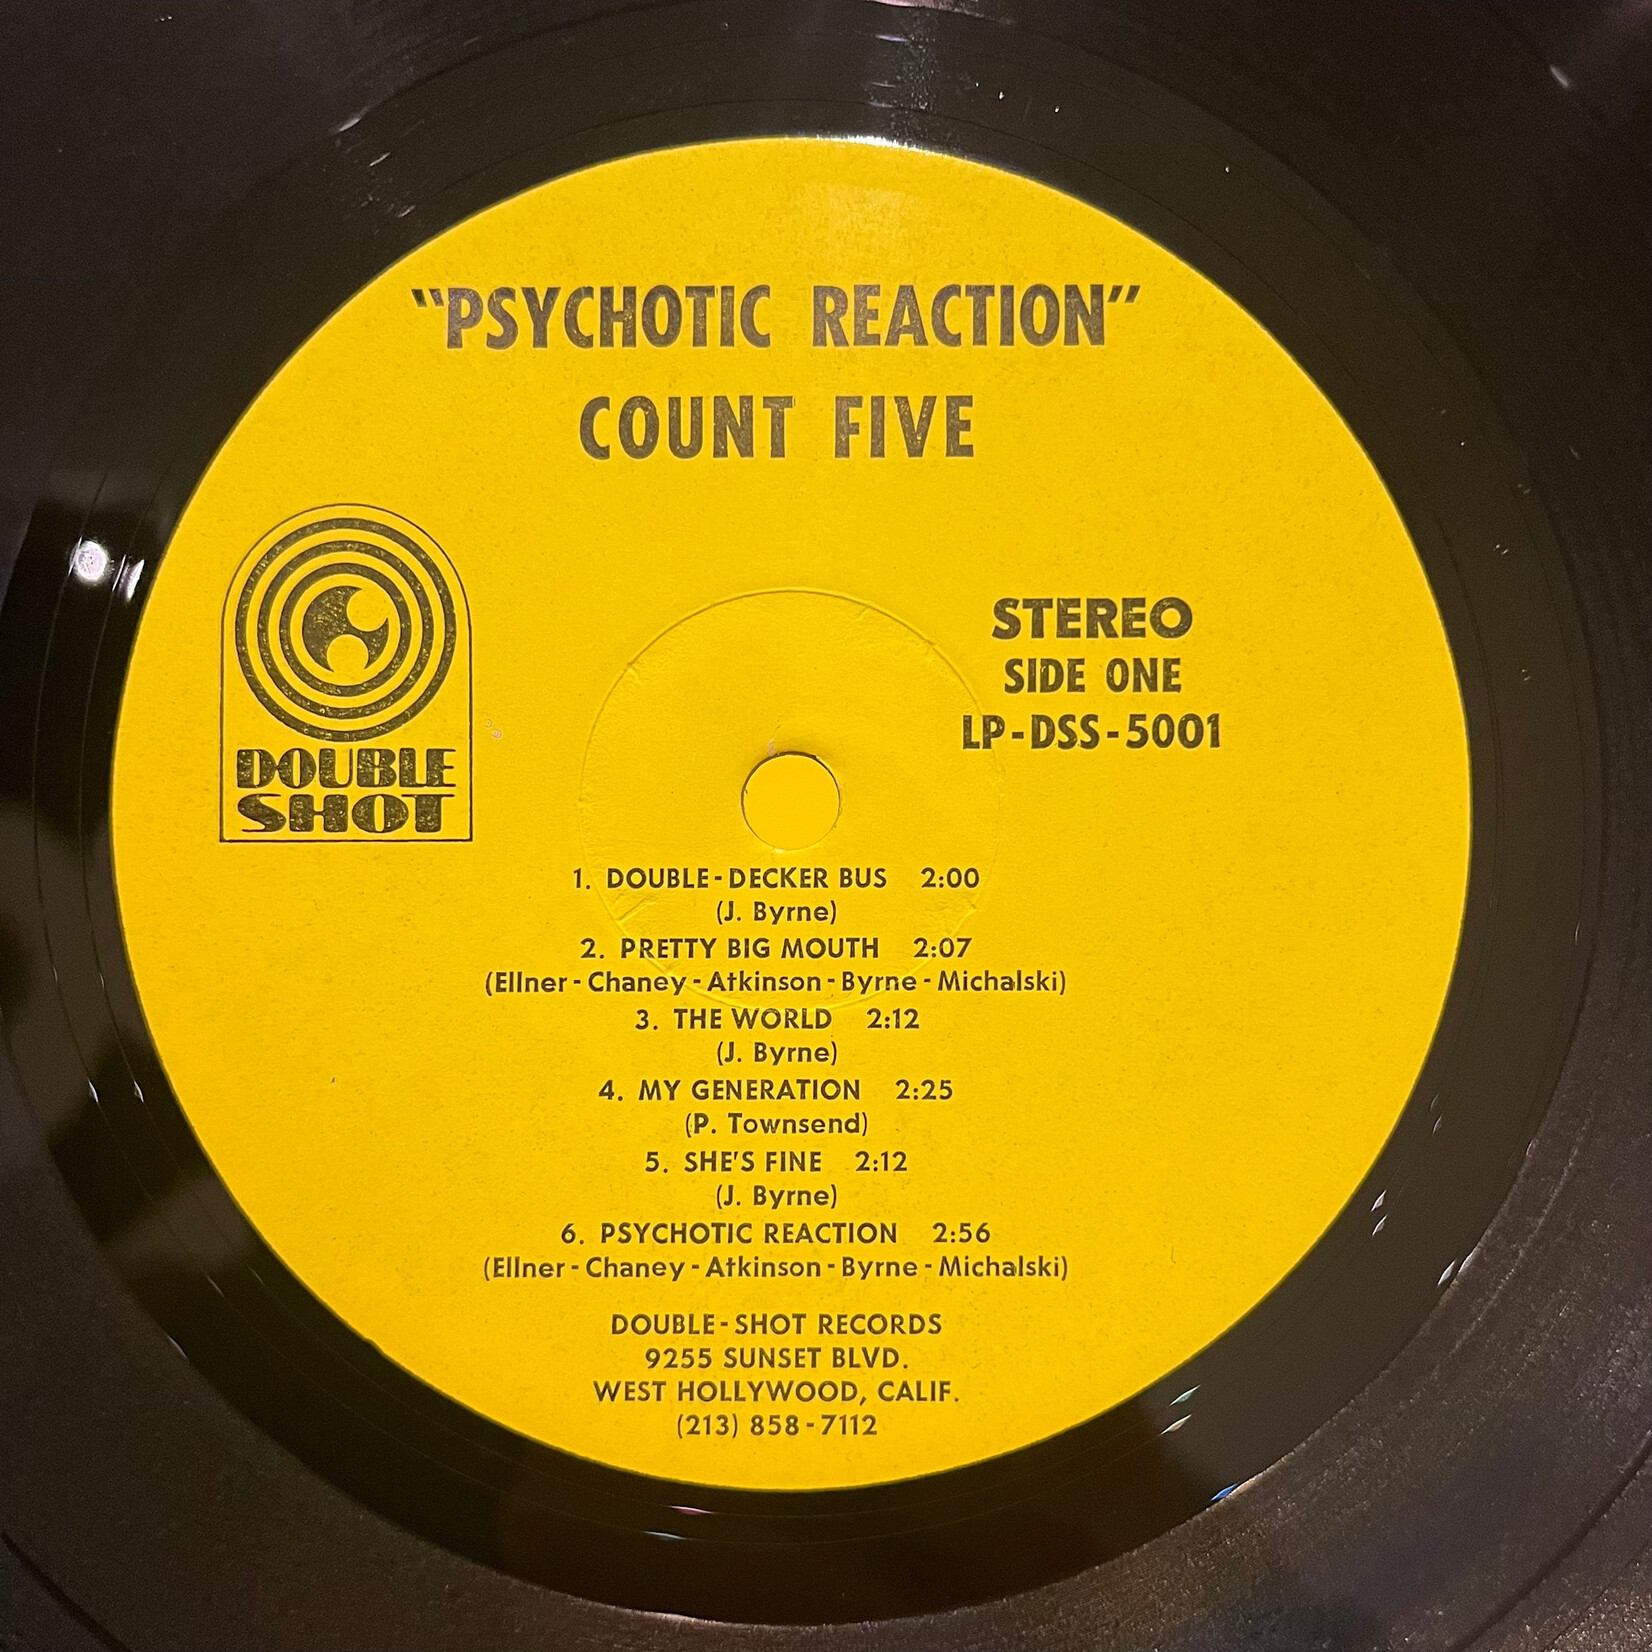 "PSYCHOTIC REACTION"
COUNT FIVE
DOUBLE
SHOT
STEREO
SIDE ONE
LP-DSS-5001
1. DOUBLE-DECKER BUS 2:00
(J. Byrne)
2. PRETTY BIG MOUTH 2:07
(Ellner-Chaney-Atkinson-Byrne-Michalski)
3. THE WORLD 2:12
(J. Byrne)
4. MY GENERATION 2:25
(P. Townsend)
5. SHE'S FINE 2:12
(J. Byrne)
6. PSYCHOTIC REACTION 2:56
(Ellner-Chaney-Atkinson-Byrne-Michalski)
DOUBLE-SHOT RECORDS
9255 SUNSET BLVD.
WEST HOLLYWOOD, CALIF.
(213) 858-7112